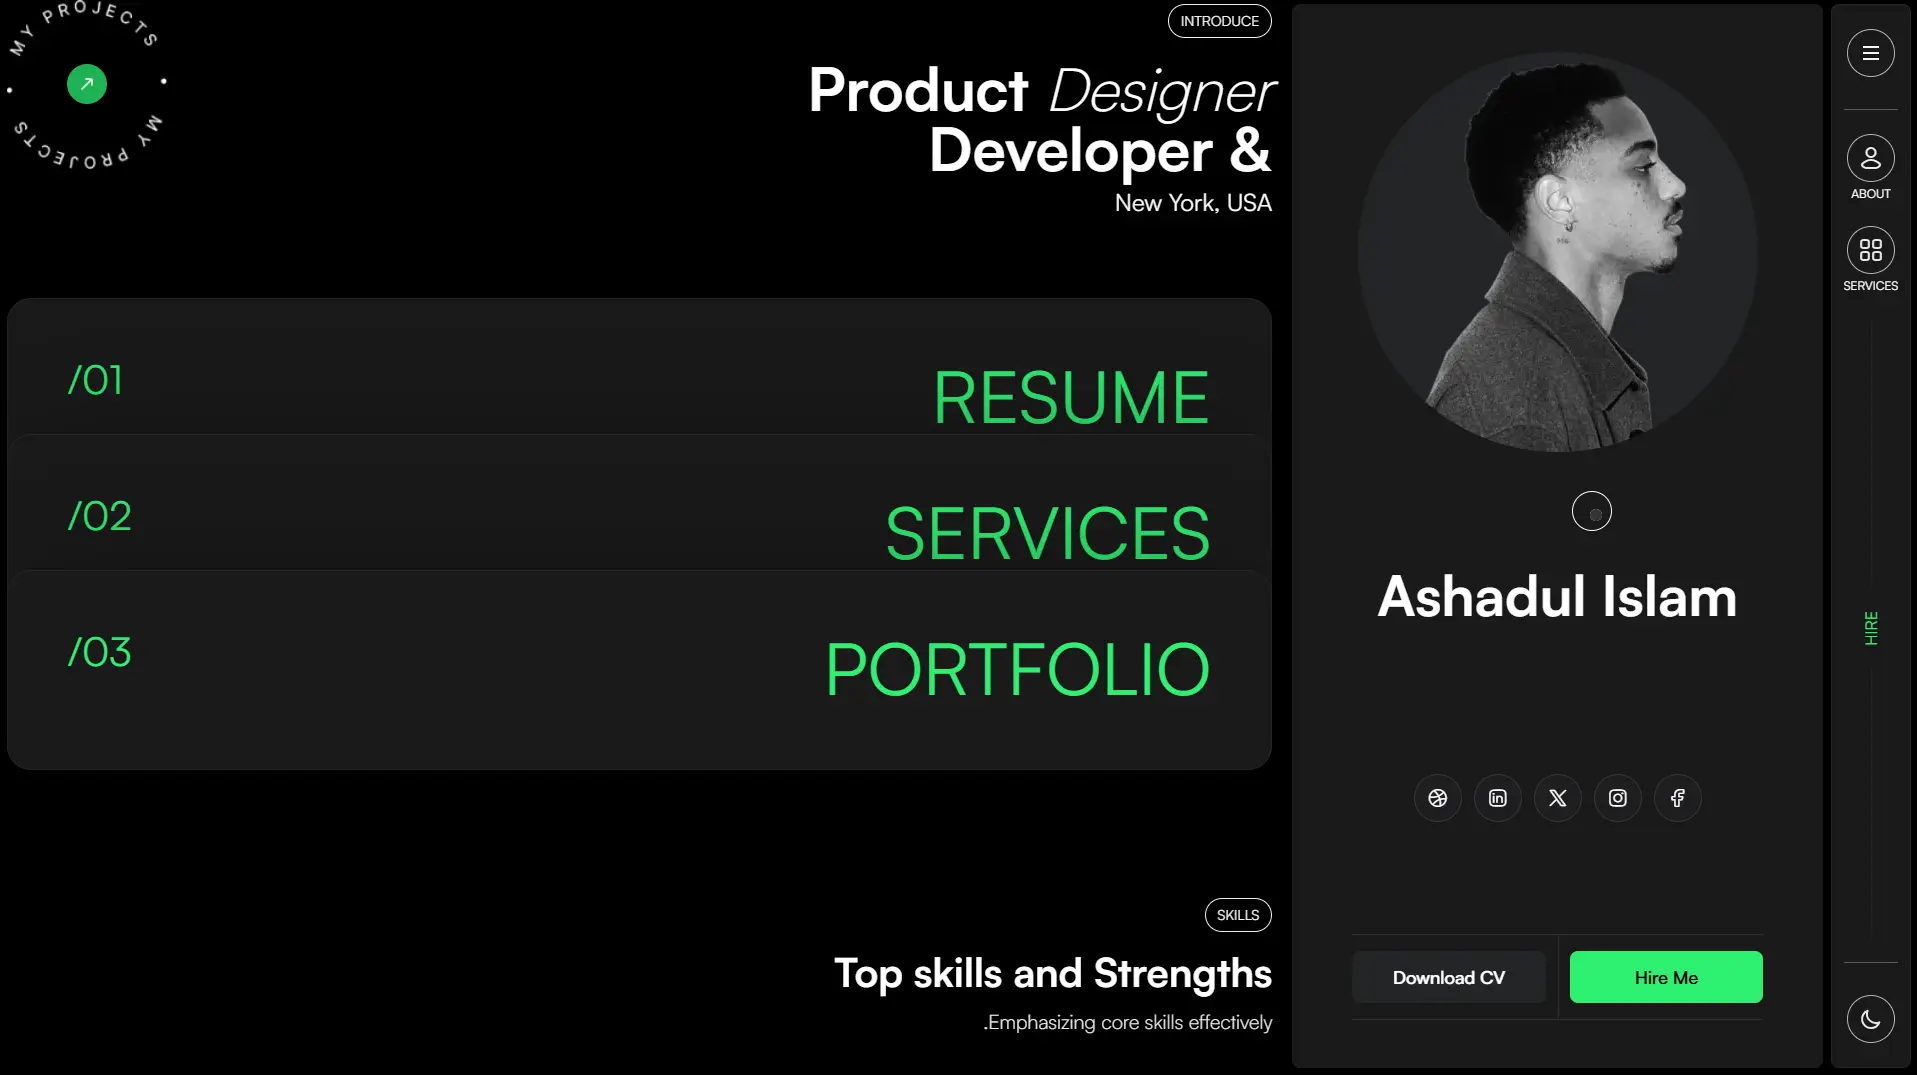 MY PROJECTS • MY PROJECTS •
INTRODUCE
Product Designer
Developer &
New York, USA
/01
RESUME
/02
SERVICES
/03
PORTFOLIO
SKILLS
Top skills and Strengths
.Emphasizing core skills effectively
Ashadul Islam
Download CV
Hire Me
ABOUT
SERVICES
HIRE